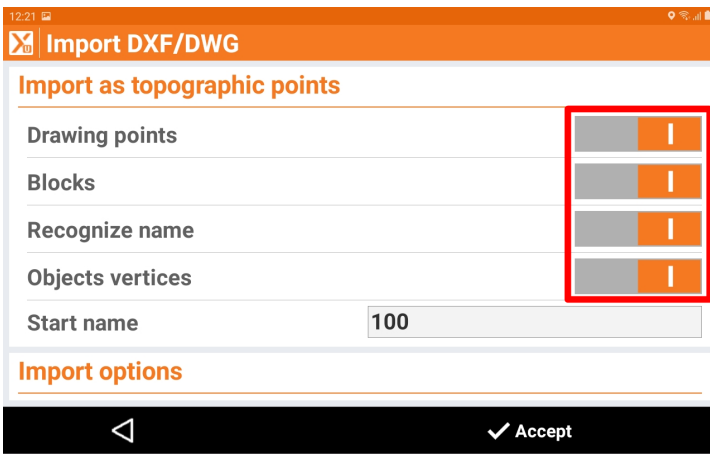 12:21
Import DXF/DWG
Import as topographic points
Drawing points
Blocks
Recognize name
Objects vertices
Start name 100
Import options
Accept